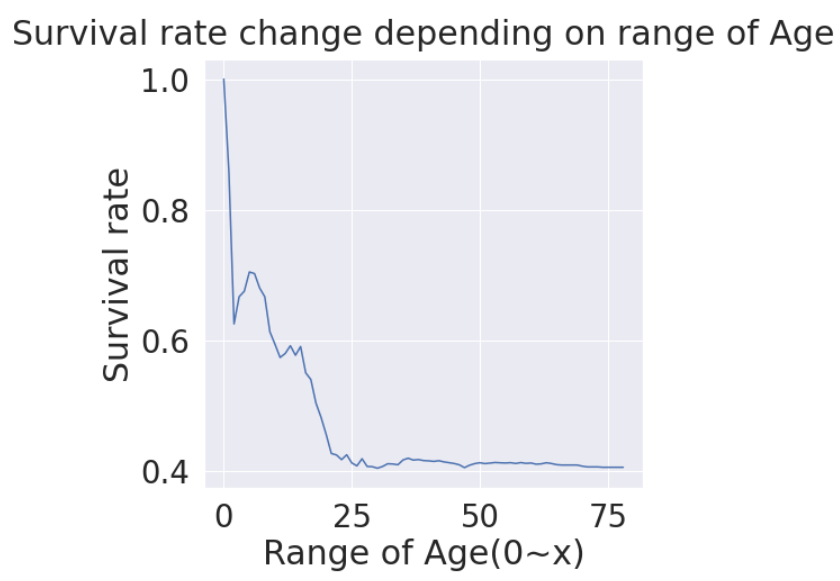 Survival rate change depending on range of Age
1.0
0.8
0.6
0.4
Survival rate
0
25
50
75
Range of Age(0~x)